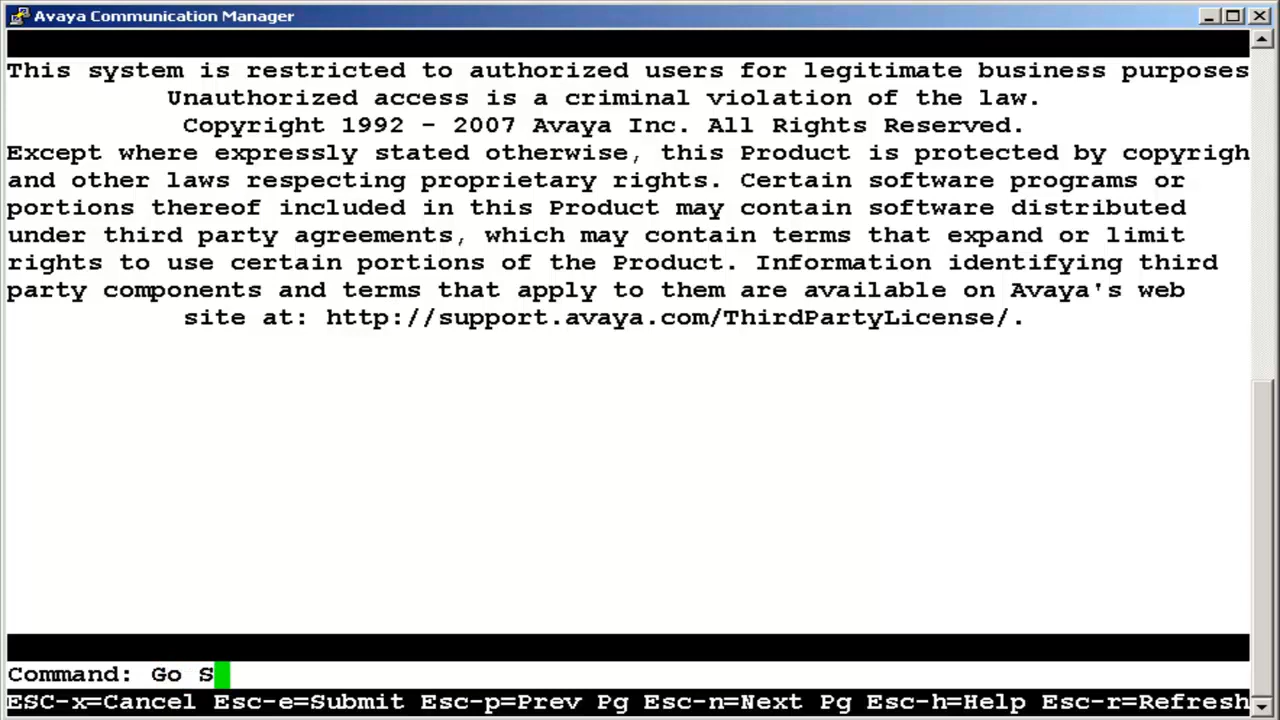 Avaya Communication Manager
This system is restricted to authorized users for legitimate business purposes
Unauthorized access is a criminal violation of the law.
Copyright 1992 - 2007 Avaya Inc. All Rights Reserved.
Except where expressly stated otherwise, this Product is protected by copyrigh
and other laws respecting proprietary rights. Certain software programs or
portions thereof included in this Product may contain software distributed
under third party agreements, which may contain terms that expand or limit
rights to use certain portions of the Product. Information identifying third
party components and terms that apply to them are available on Avaya's web
site at: http://support.avaya.com/ThirdPartyLicense/.
Command: Go S
ESC-x=Cancel Esc-e=Submit Esc-p=Prev Pg Esc-n=Next Pg Esc-h=Help Esc-r=Refresh